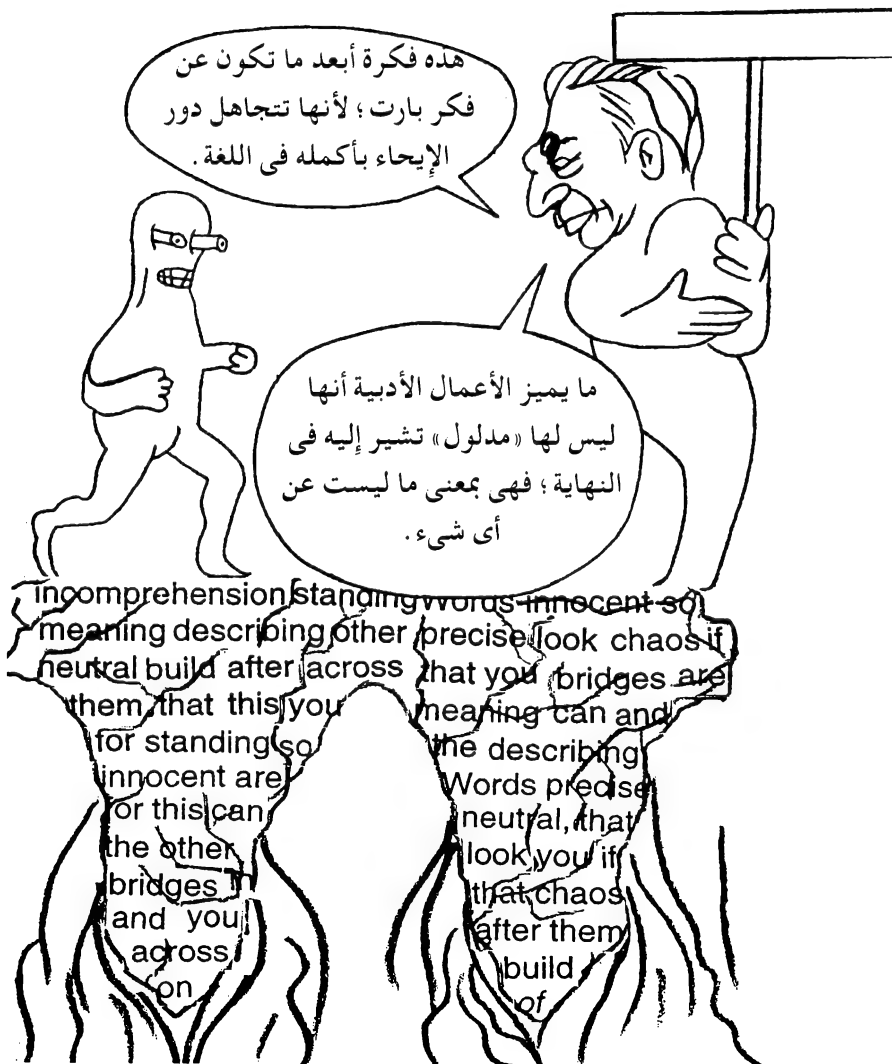 هذه فكرة أبعد ما تكون عن
فكر بارت ؛ لأنها تتجاهل دور
الإيحاء بأكمله فى اللغة .
ما يميز الأعمال الأدبية أنها
ليس لها «مدلول» تشير إليه فى
النهاية ؛ فهى بمعنى ما ليست عن
أى شىء .
incomprehension standing
meaning describing other
neutral build after across
them, that this you
for standing so
innocent are
or this can
the other
bridges
and you
across,
on
Words innocent so
precise look chaos if
that you bridges are
meaning can and
the describing
Words precise
neutral, that
look you if
that chaos
after them
build
of